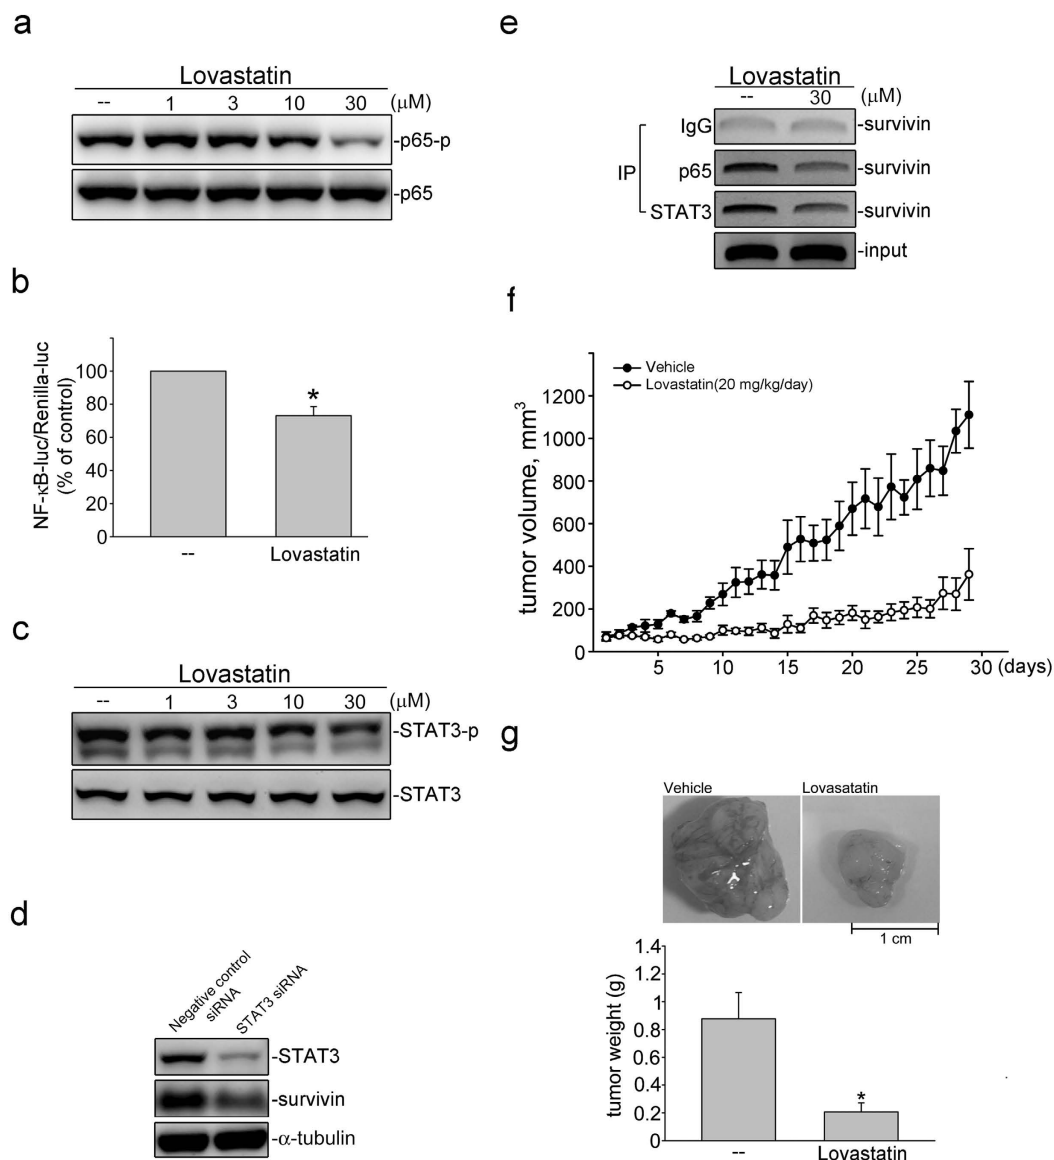 a
Lovastatin
-- 1 3 10 30 (μM)
-p65-p
-p65
b
NF-κB-luc/Renilla-luc
(% of control)
100
80
60
40
20
0
*
-- Lovastatin
c
Lovastatin
-- 1 3 10 30 (μM)
-STAT3-p
-STAT3
d
Negative control
siRNA
STAT3 siRNA
-STAT3
-survivin
-α-tubulin
e
Lovastatin
-- 30 (μM)
IP
IgG -survivin
p65 -survivin
STAT3 -survivin
-input
f
Vehicle
Lovastatin(20 mg/kg/day)
tumor volume, mm³
1200
1000
800
600
400
200
0
5 10 15 20 25 30 (days)
g
Vehicle Lovasatatin
1 cm
tumor weight (g)
1.4
1.2
1
0.8
0.6
0.4
0.2
0
*
-- Lovastatin